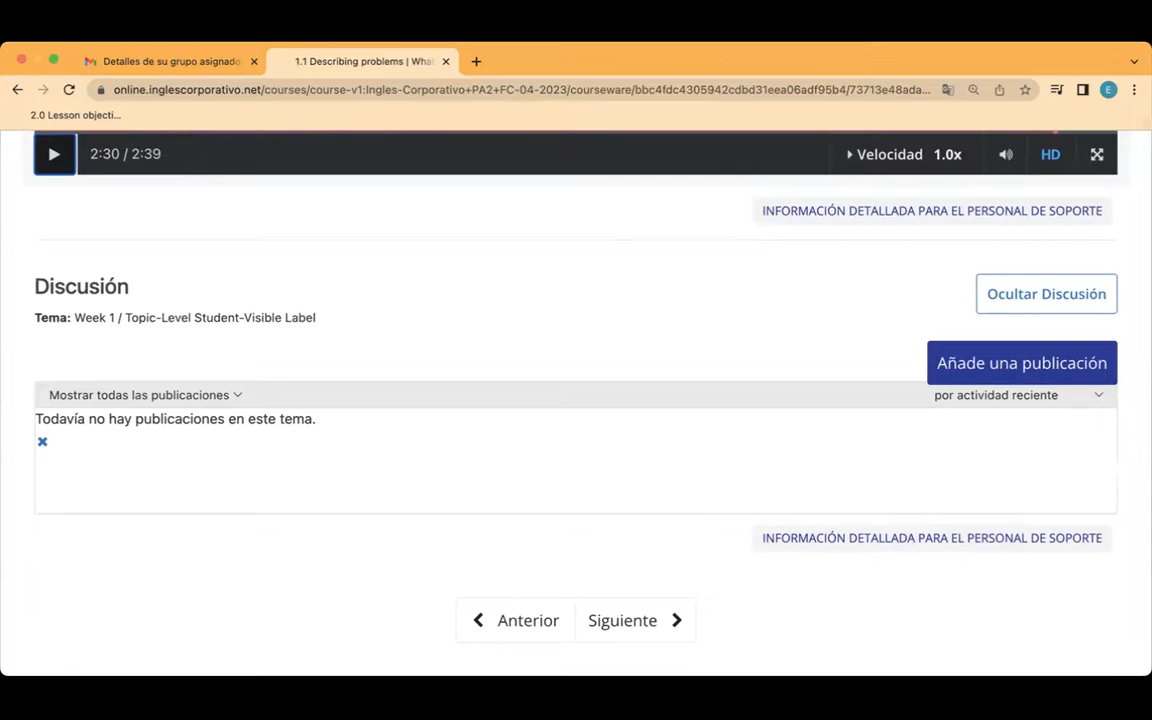 Detalles de su grupo asignado
1.1 Describing problems | Wha
online.inglescorporativo.net/courses/course-v1:Ingles-Corporativo+PA2+FC-04-2023/courseware/bbc4fdc4305942cdbd31eea06adf95b4/73713e48ada...
E
2.0 Lesson objecti...
2:30 / 2:39
Velocidad 1.0x
HD
INFORMACIÓN DETALLADA PARA EL PERSONAL DE SOPORTE
Discusión
Ocultar Discusión
Tema: Week 1 / Topic-Level Student-Visible Label
Añade una publicación
Mostrar todas las publicaciones
por actividad reciente
Todavía no hay publicaciones en este tema.
INFORMACIÓN DETALLADA PARA EL PERSONAL DE SOPORTE
Anterior
Siguiente